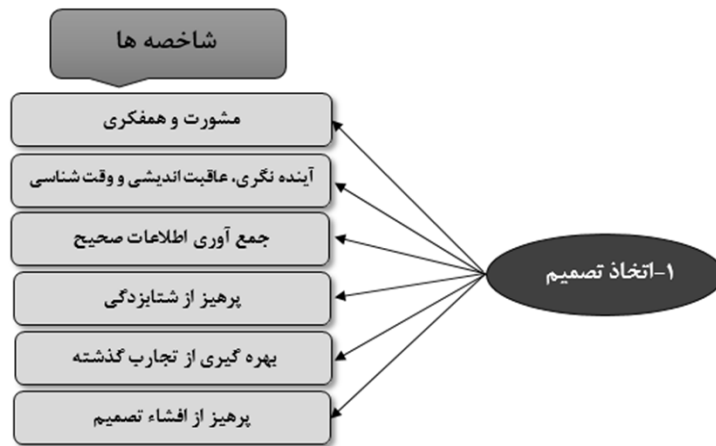 شاخصه ها
مشورت و همفکری
آینده نگری، عاقبت اندیشی و وقت شناسی
جمع آوری اطلاعات صحیح
پرهیز از شتابزدگی
بهره گیری از تجارب گذشته
پرهیز از افشاء تصمیم
۱-اتخاذ تصمیم